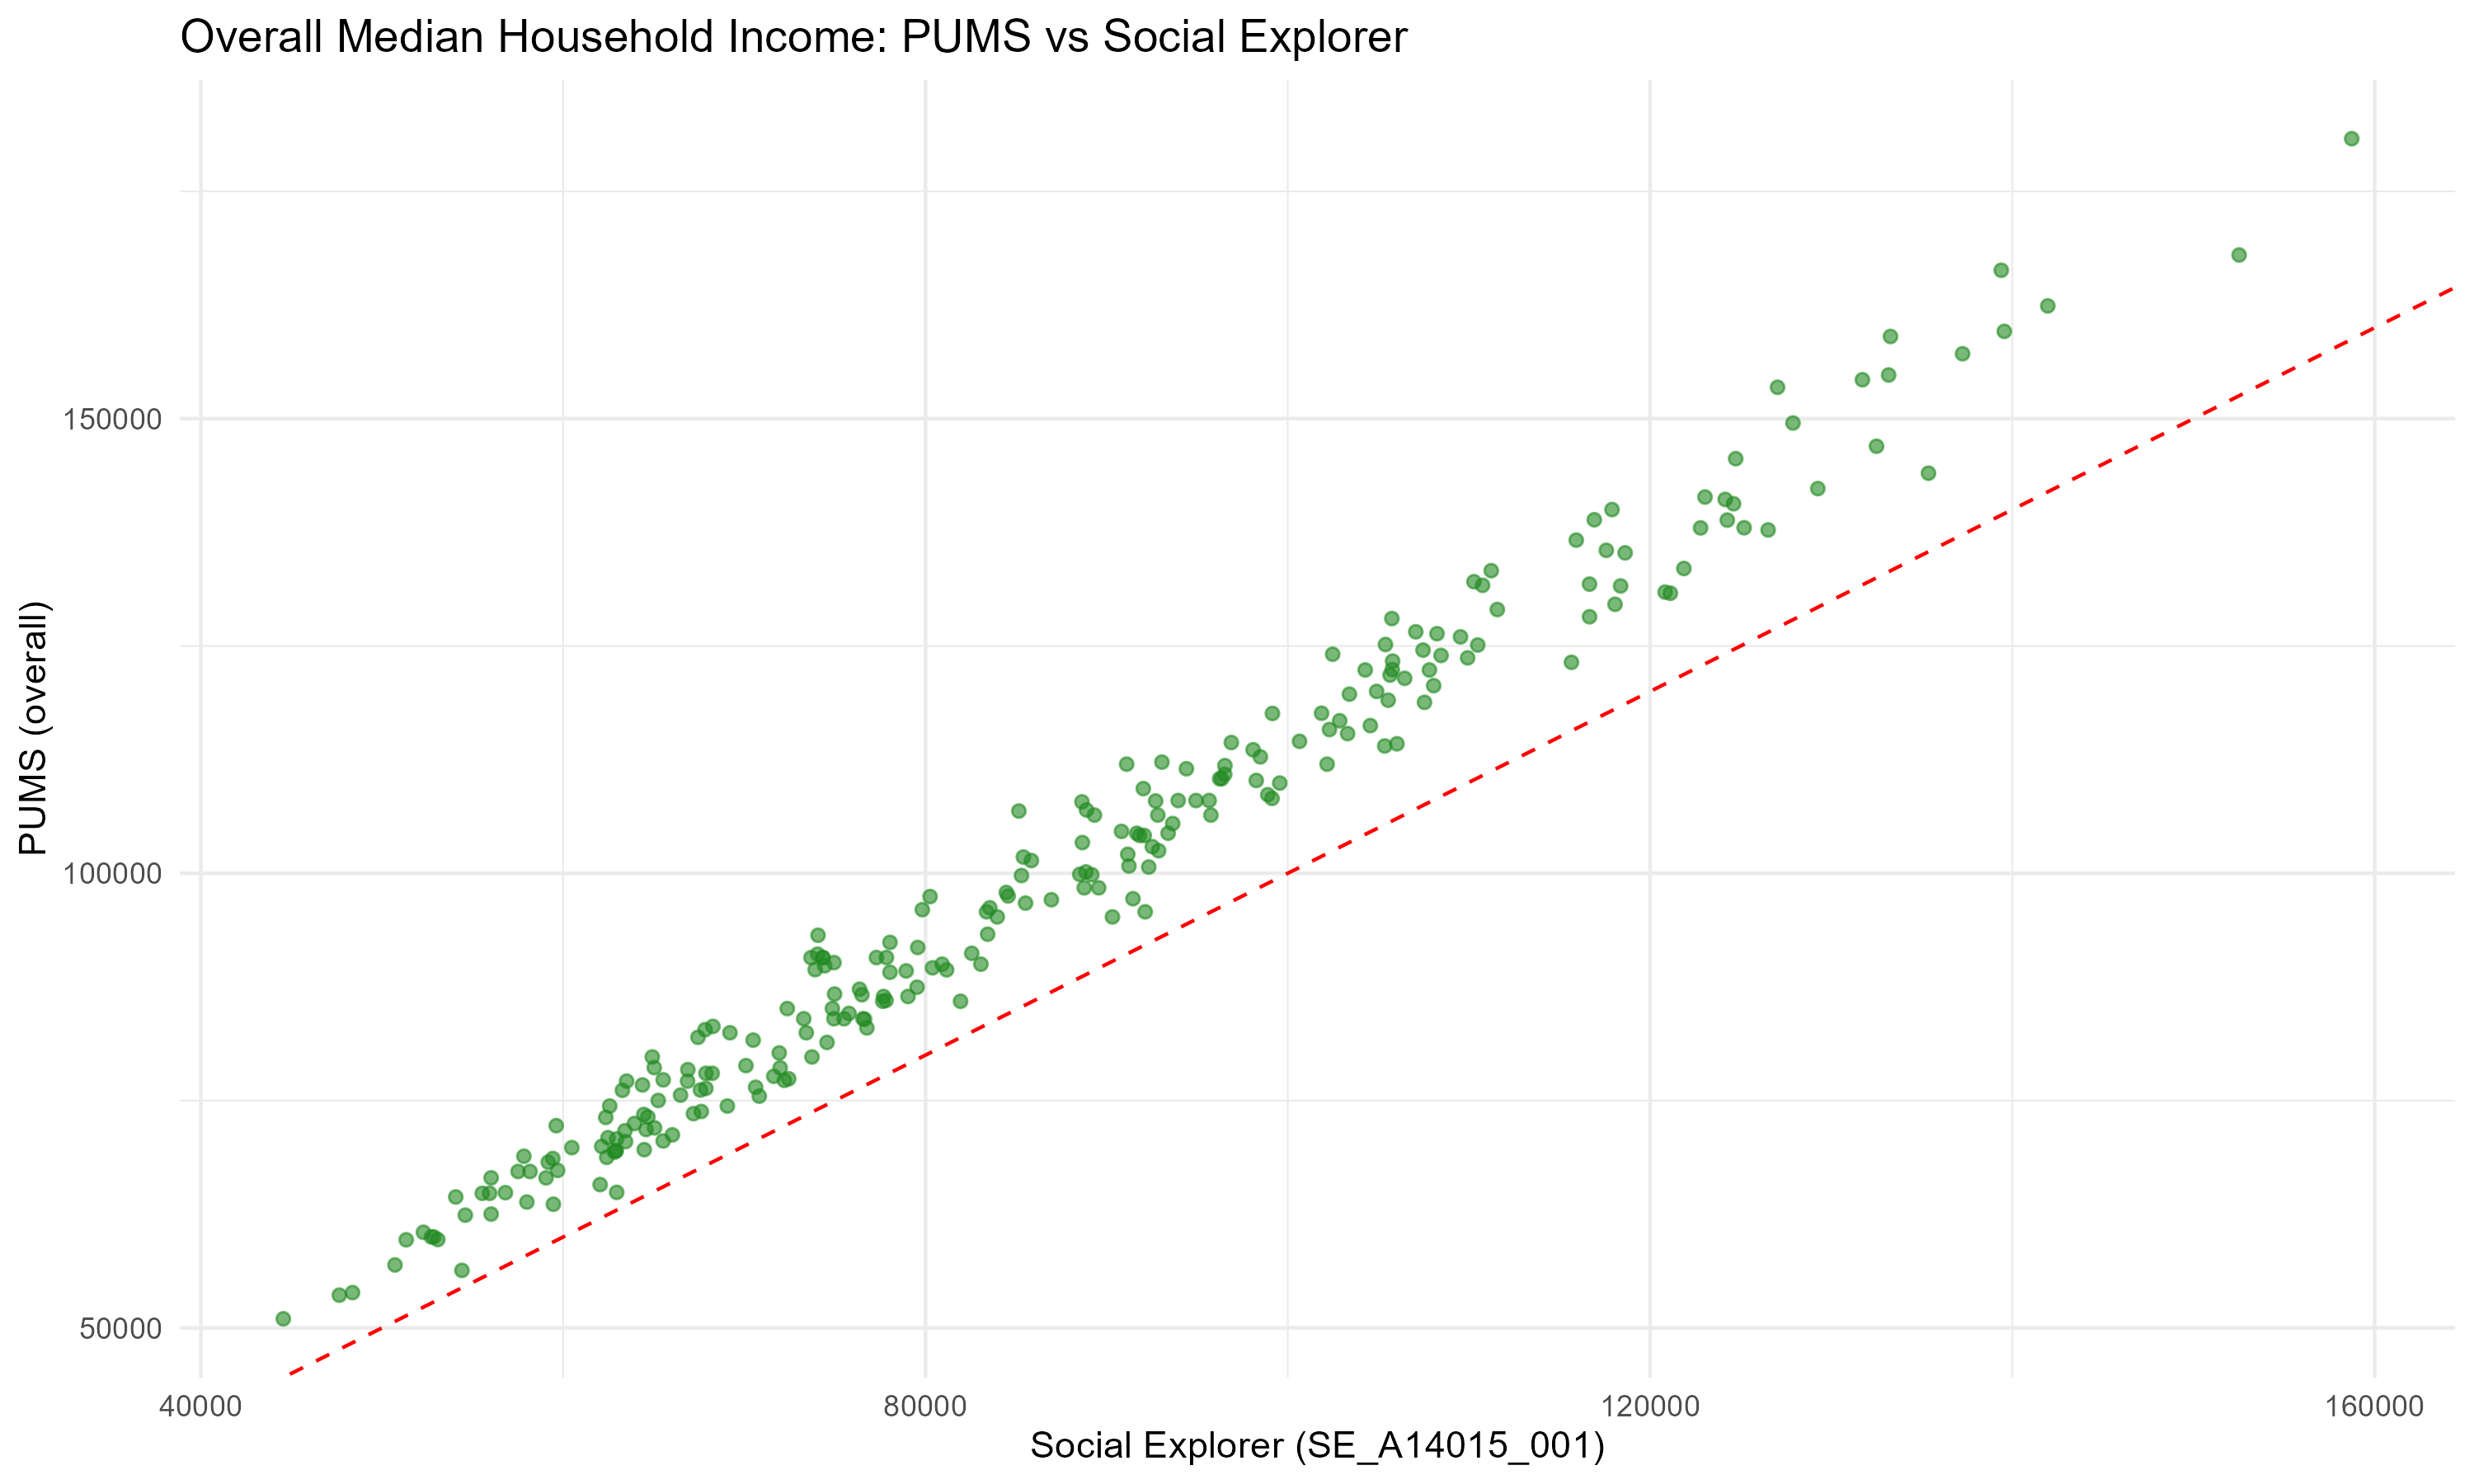 Overall Median Household Income: PUMS vs Social Explorer
PUMS (overall)
150000
100000
50000
40000
80000
120000
160000
Social Explorer (SE_A14015_001)